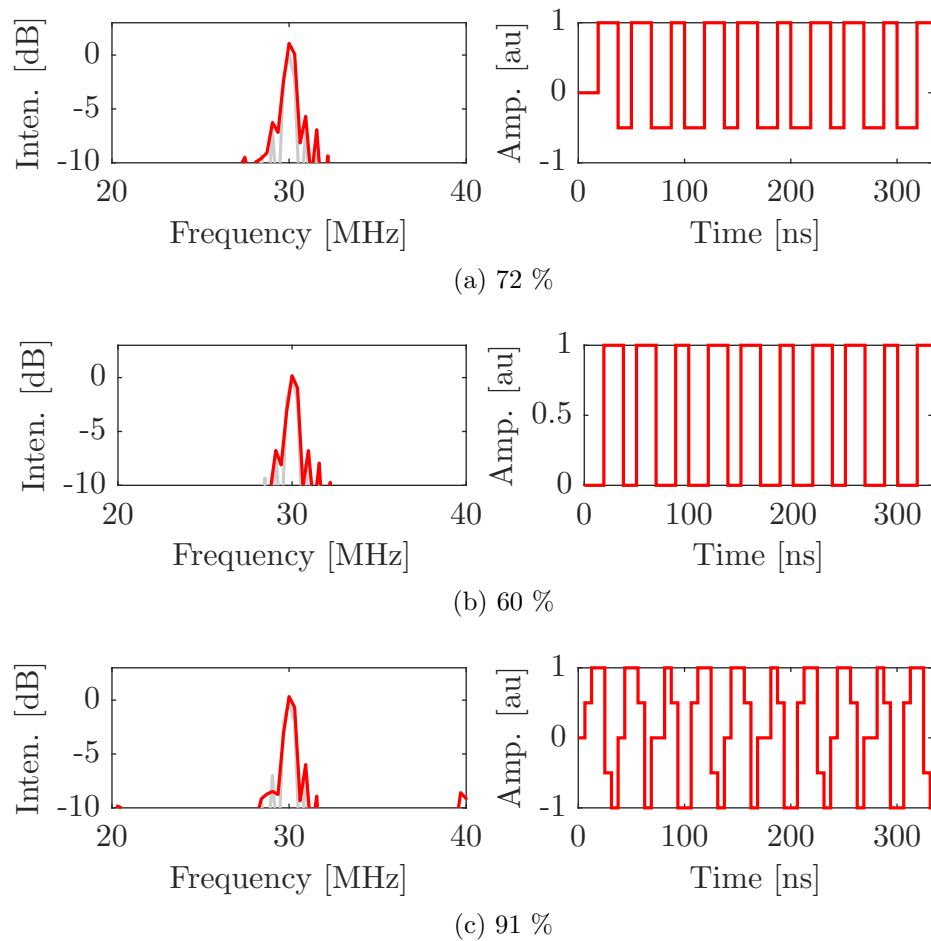 Inten. [dB]
0
-5
-10
20
30
40
Frequency [MHz]
Amp. [au]
1
0
-1
0
100
200
300
Time [ns]
(a) 72 %
Inten. [dB]
0
-5
-10
20
30
40
Frequency [MHz]
Amp. [au]
1
0.5
0
0
100
200
300
Time [ns]
(b) 60 %
Inten. [dB]
0
-5
-10
20
30
40
Frequency [MHz]
Amp. [au]
1
0
-1
0
100
200
300
Time [ns]
(c) 91 %